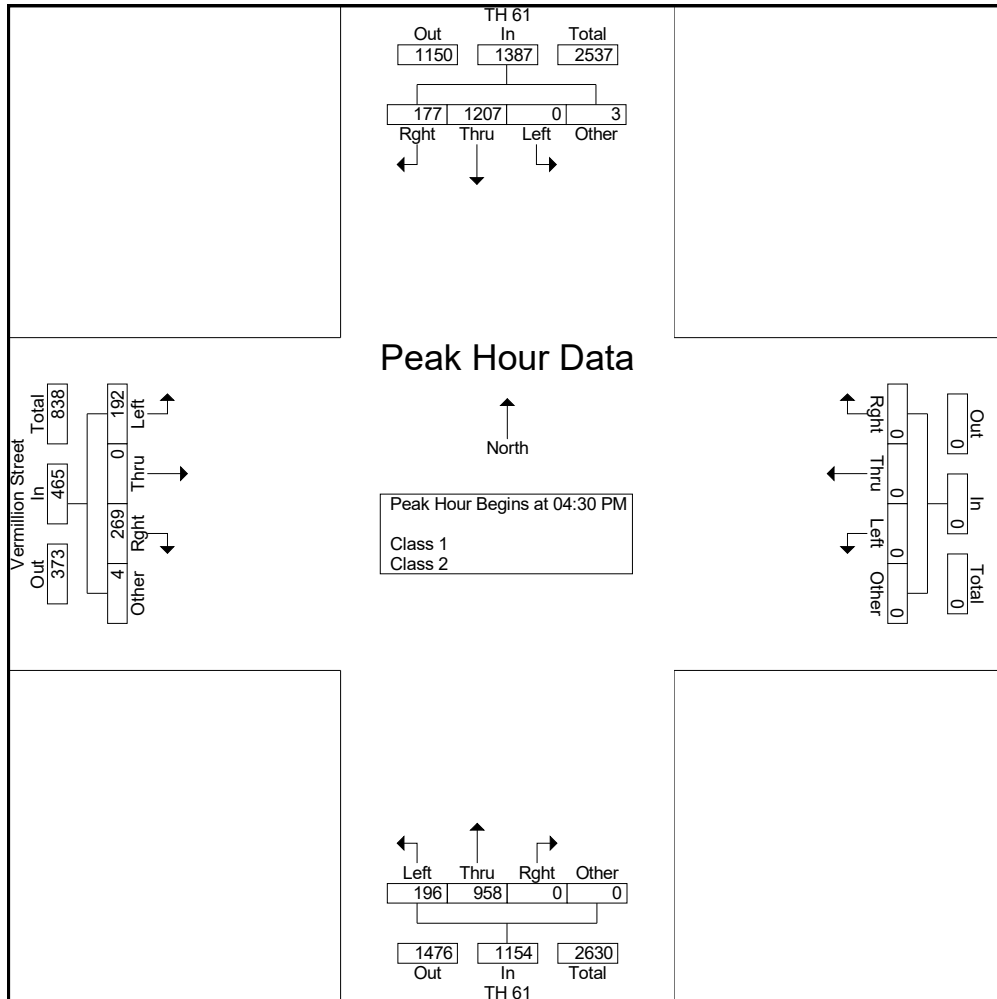 TH 61
Out In Total
1150 1387 2537
177 1207 0 3
Rght Thru Left Other
Peak Hour Data
North
Peak Hour Begins at 04:30 PM
Class 1
Class 2
Vermillion Street
Total In Out
838 465 373
192 0 269 4
Left Thru Rght Other
Out In Total
0 0 0
Rght Thru Left Other
0 0 0 0
Left Thru Rght Other
196 958 0 0
1476 1154 2630
Out In Total
TH 61